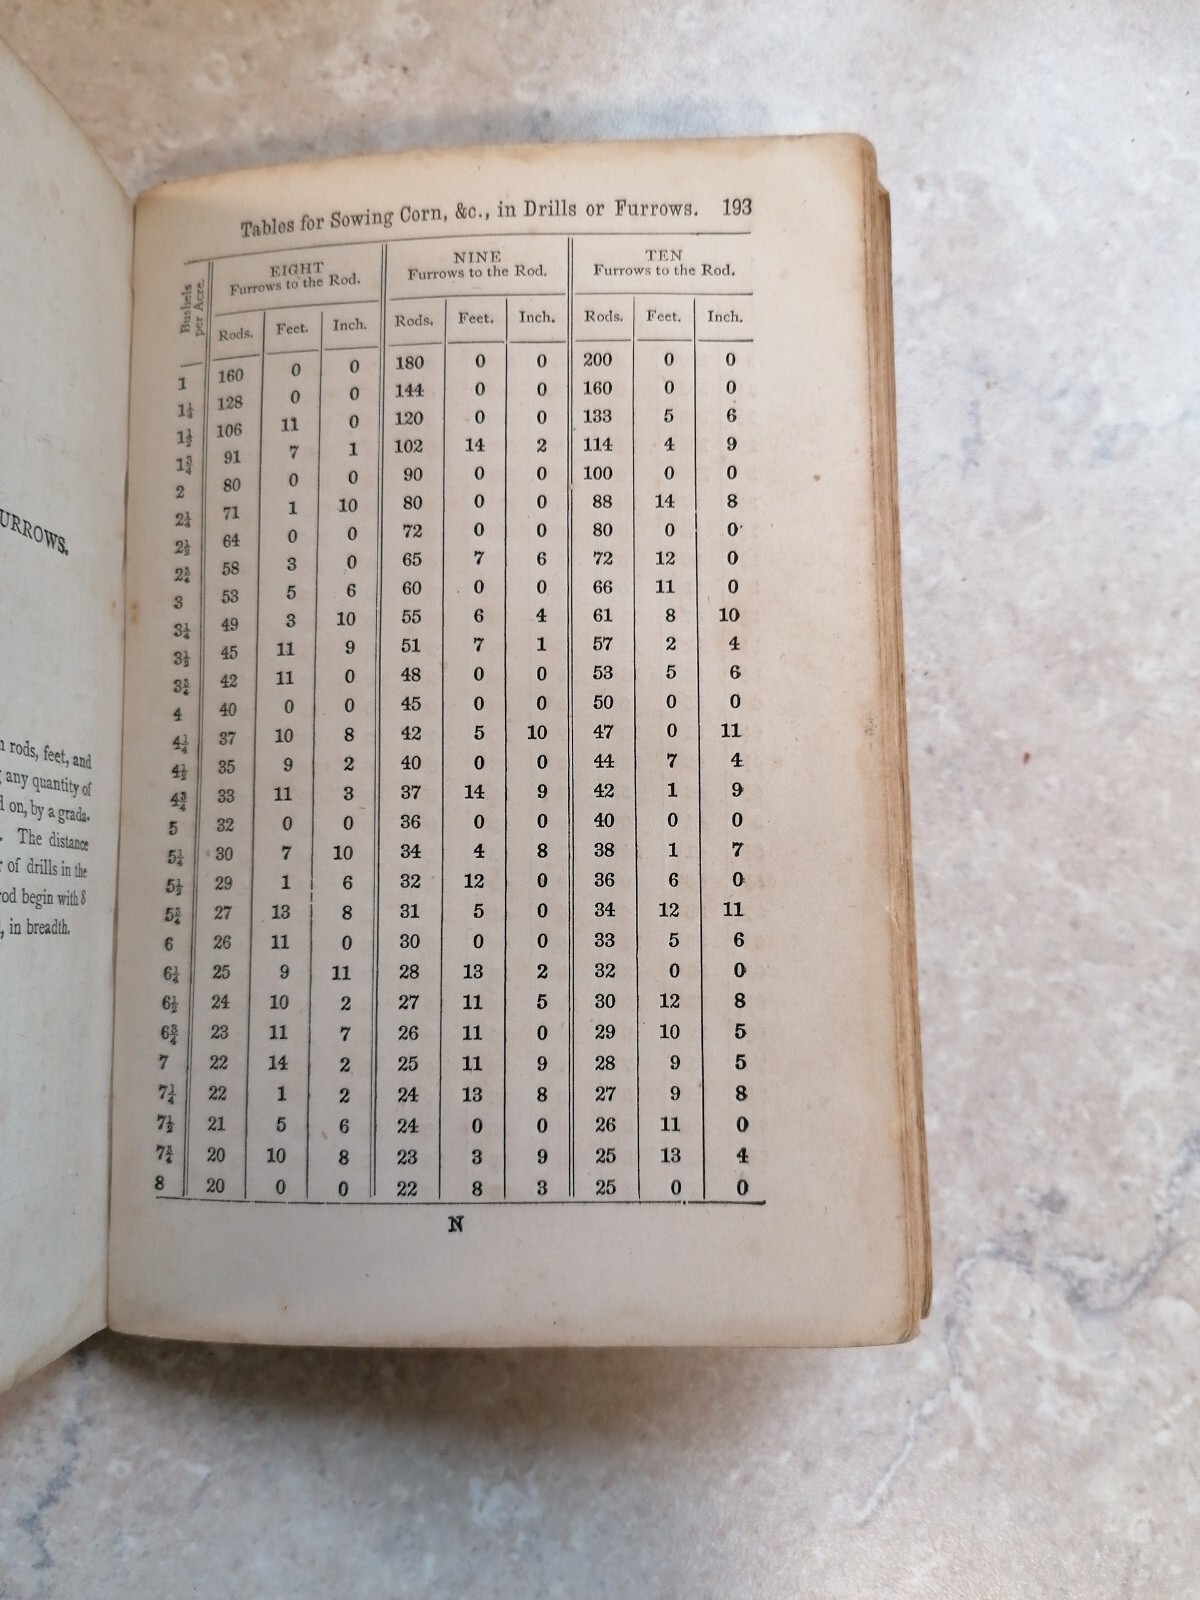 URROWS.
rods, feet, and
any quantity of
on, by a grada-
The distance
of drills in the
rod begin with 8
, in breadth.
Tables for Sowing Corn, &c., in Drills or Furrows. 193
Bushels per Acre. EIGHT NINE TEN
Furrows to the Rod. Furrows to the Rod. Furrows to the Rod.
Rods. Feet. Inch. Rods. Feet. Inch. Rods. Feet. Inch.
1 160 0 0 180 0 0 200 0 0
1¼ 128 0 0 144 0 0 160 0 0
1½ 106 11 0 120 0 0 133 5 6
1¾ 91 7 1 102 14 2 114 4 9
2 80 0 0 90 0 0 100 0 0
2¼ 71 1 10 80 0 0 88 14 8
2½ 64 0 0 72 0 0 80 0 0
2¾ 58 3 0 65 7 6 72 12 0
3 53 5 6 60 0 0 66 11 0
3¼ 49 3 10 55 6 4 61 8 10
3½ 45 11 9 51 7 1 57 2 4
3¾ 42 11 0 48 0 0 53 5 6
4 40 0 0 45 0 0 50 0 0
4¼ 37 10 8 42 5 10 47 0 11
4½ 35 9 2 40 0 0 44 7 4
4¾ 33 11 3 37 14 9 42 1 9
5 32 0 0 36 0 0 40 0 0
5¼ 30 7 10 34 4 8 38 1 7
5½ 29 1 6 32 12 0 36 6 0
5¾ 27 13 8 31 5 0 34 12 11
6 26 11 0 30 0 0 33 5 6
6¼ 25 9 11 28 13 2 32 0 0
6½ 24 10 2 27 11 5 30 12 8
6¾ 23 11 7 26 11 0 29 10 5
7 22 14 2 25 11 9 28 9 5
7¼ 22 1 2 24 13 8 27 9 8
7½ 21 5 6 24 0 0 26 11 0
7¾ 20 10 8 23 3 9 25 13 4
8 20 0 0 22 8 3 25 0 0
N